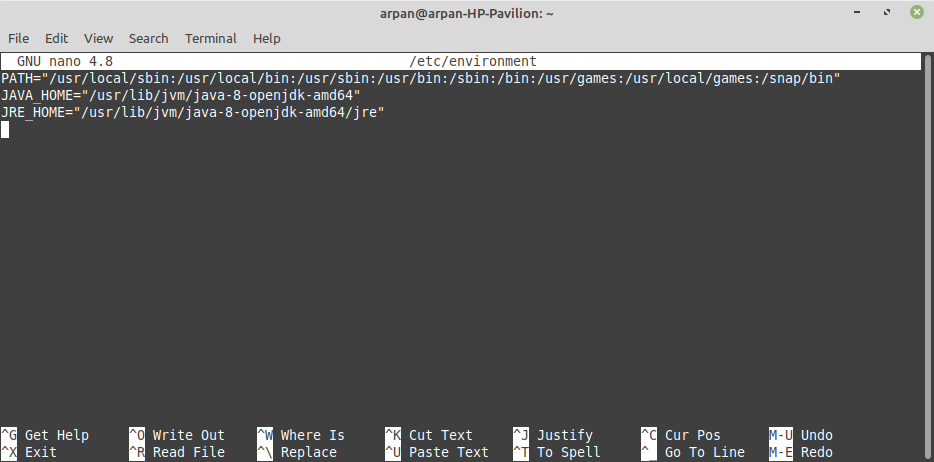 arpan@arpan-HP-Pavilion: ~
File Edit View Search Terminal Help
GNU nano 4.8 /etc/environment
PATH="/usr/local/sbin:/usr/local/bin:/usr/sbin:/usr/bin:/sbin:/bin:/usr/games:/usr/local/games:/snap/bin"
JAVA_HOME="/usr/lib/jvm/java-8-openjdk-amd64"
JRE_HOME="/usr/lib/jvm/java-8-openjdk-amd64/jre"
^G Get Help ^O Write Out ^W Where Is ^K Cut Text ^J Justify ^C Cur Pos M-U Undo
^X Exit ^R Read File ^\ Replace ^U Paste Text ^T To Spell ^_ Go To Line M-E Redo